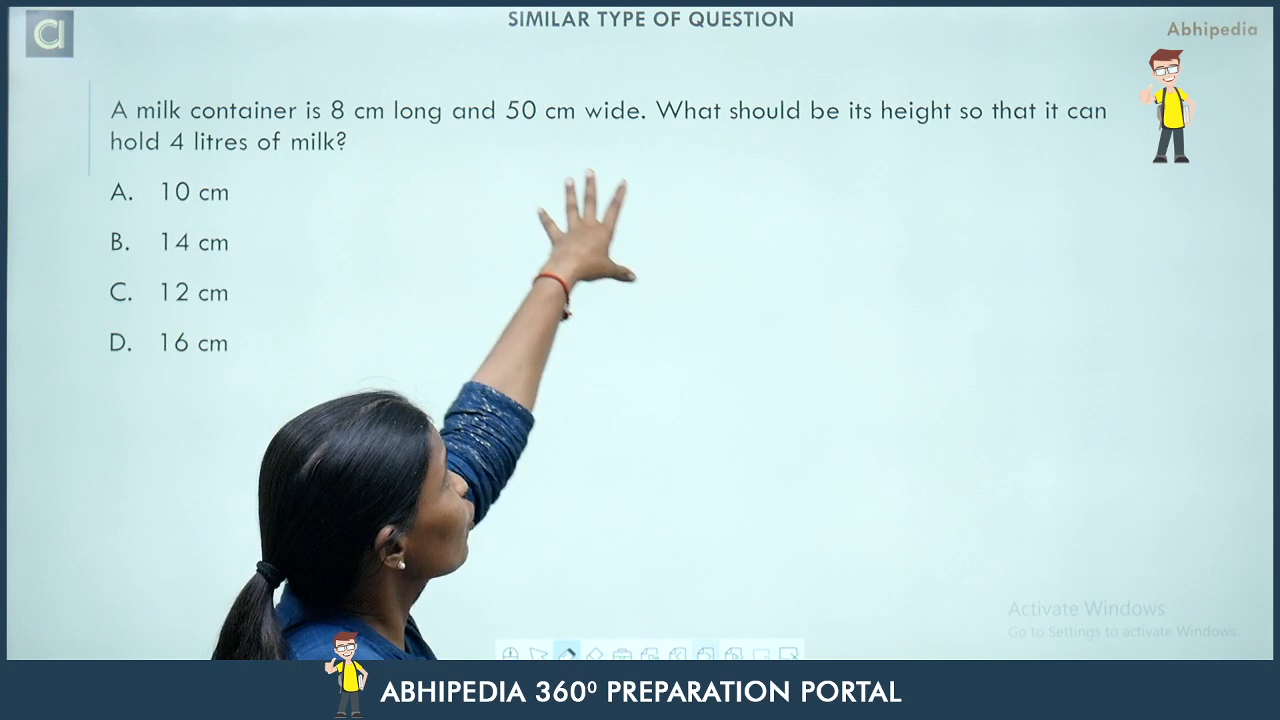 SIMILAR TYPE OF QUESTION
Abhipedia
A milk container is 8 cm long and 50 cm wide. What should be its height so that it can
hold 4 litres of milk?
A. 10 cm
B. 14 cm
C. 12 cm
D. 16 cm
Activate Windows
Go to Settings to activate Windows.
ABHIPEDIA 360⁰ PREPARATION PORTAL